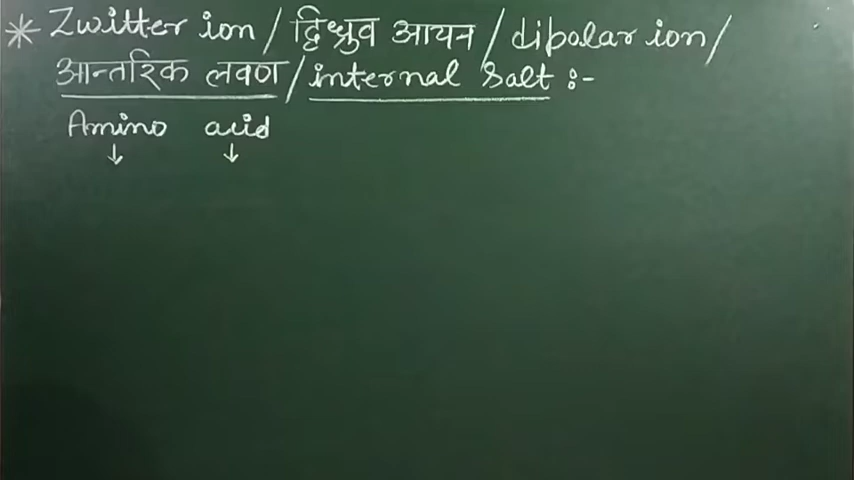 * Zwitter ion / द्विध्रुव आयन / dipolar ion /
आन्तरिक लवण / internal Salt :-
Amino acid
↓ ↓